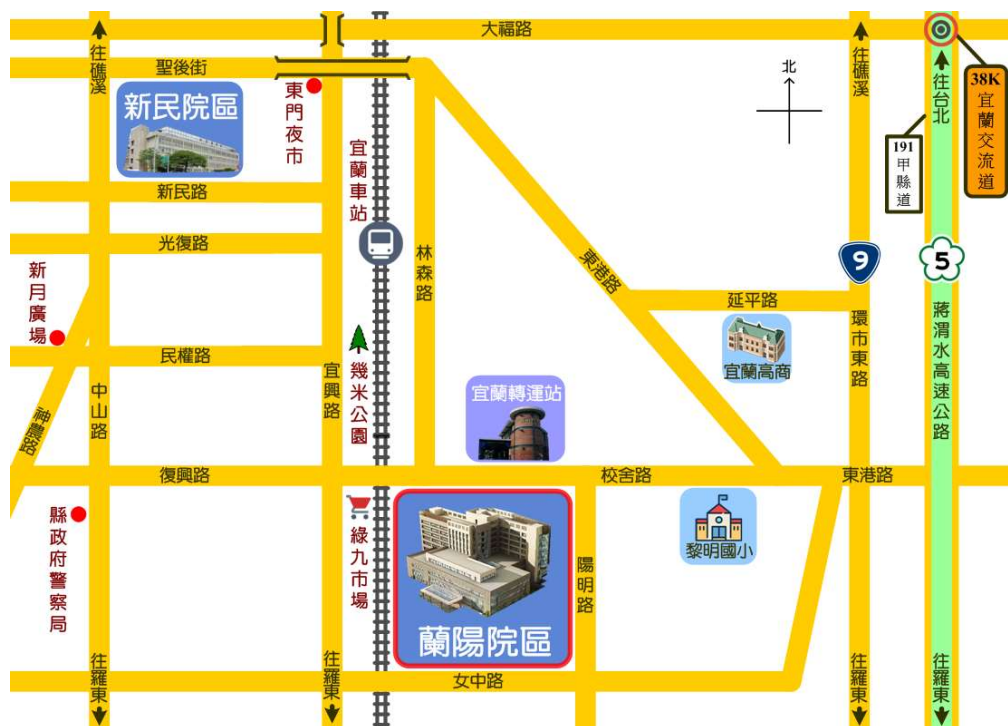 大福路
往礁溪
聖後街
東門夜市
新民院區
新民路
光復路
新月廣場
民權路
中山路
神農路
復興路
縣政府警察局
往羅東
宜蘭車站
宜興路
幾米公園
綠九市場
往羅東
林森路
東港路
北
往礁溪
往台北
38K
宜蘭交流道
191
甲縣道
9
5
延平路
宜蘭高商
環市東路
蔣渭水高速公路
宜蘭轉運站
校舍路
東港路
蘭陽院區
陽明路
黎明國小
女中路
往羅東
往羅東